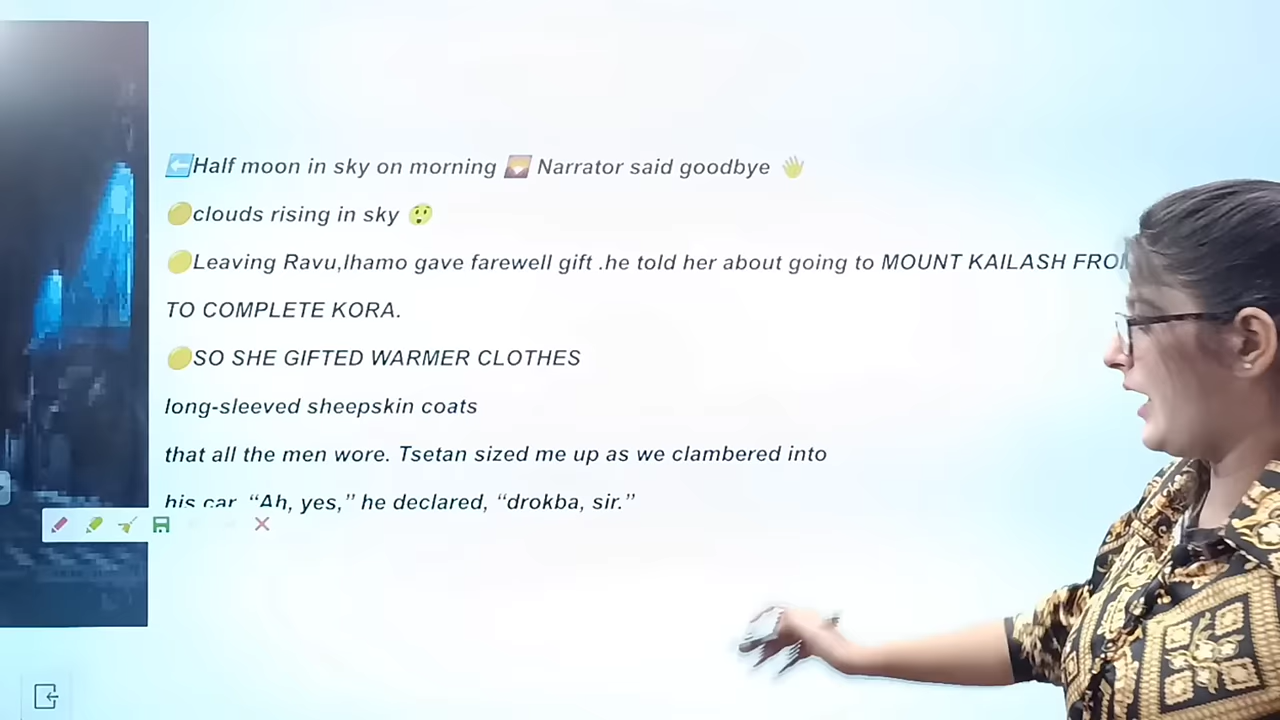 ⬅️Half moon in sky on morning 🌄 Narrator said goodbye 👋
🟡clouds rising in sky 😲
🟡Leaving Ravu,lhamo gave farewell gift .he told her about going to MOUNT KAILASH
TO COMPLETE KORA.
🟡SO SHE GIFTED WARMER CLOTHES
long-sleeved sheepskin coats
that all the men wore. Tsetan sized me up as we clambered into
his car. “Ah, yes,” he declared, “drokba, sir.”